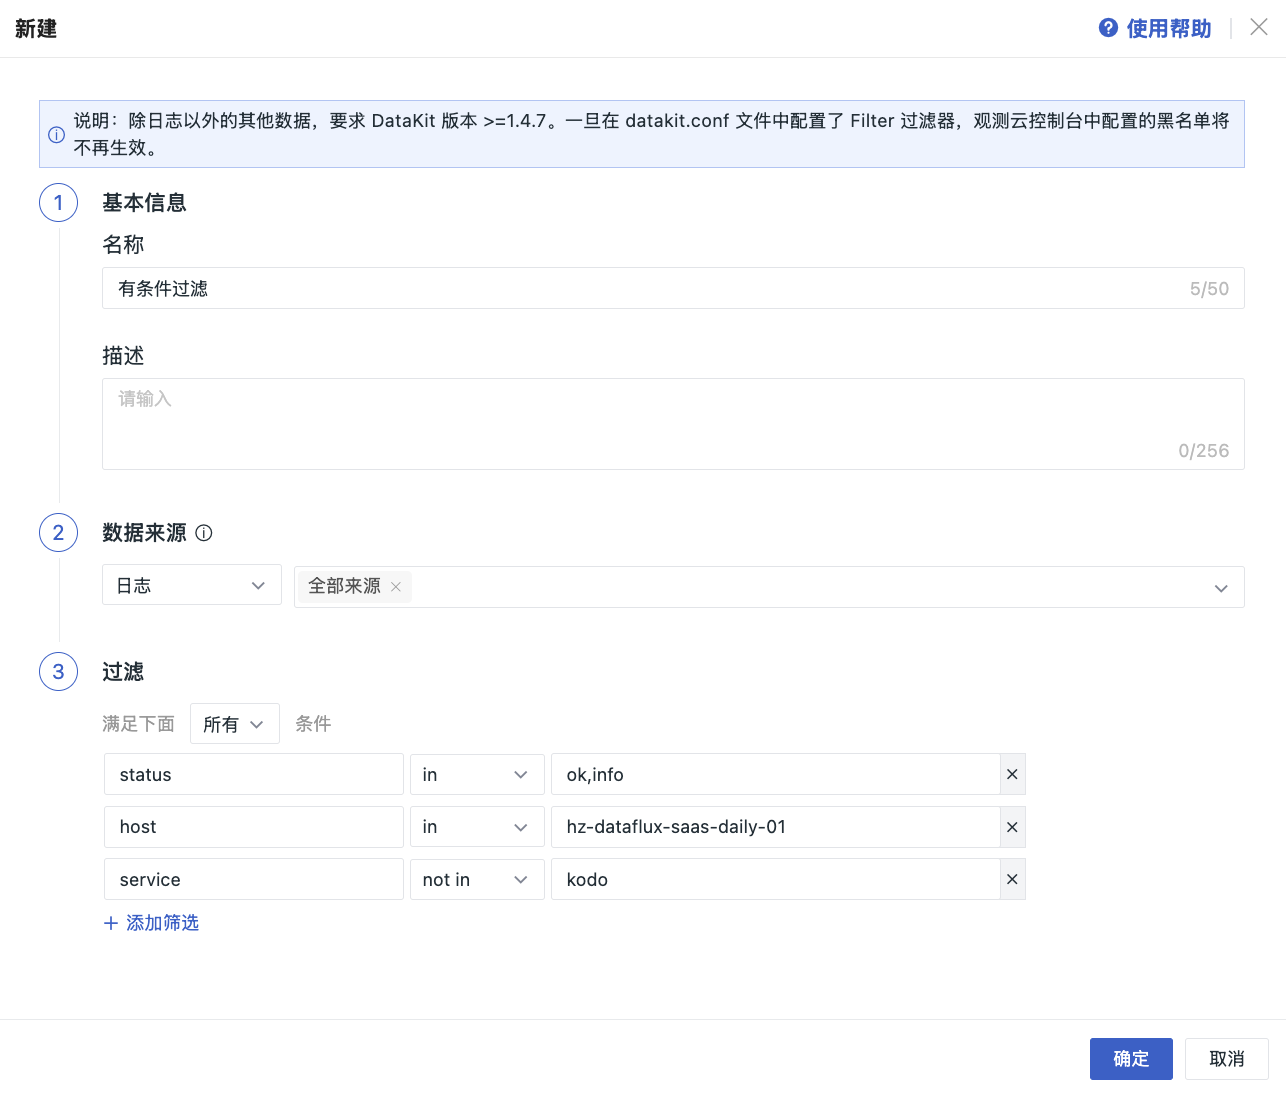 新建
使用帮助
说明：除日志以外的其他数据，要求 DataKit 版本 >=1.4.7。一旦在 datakit.conf 文件中配置了 Filter 过滤器，观测云控制台中配置的黑名单将
不再生效。
1 基本信息
名称
有条件过滤 5/50
描述
请输入
0/256
2 数据来源
日志 全部来源
3 过滤
满足下面 所有 条件
status in ok,info
host in hz-dataflux-saas-daily-01
service not in kodo
添加筛选
确定 取消